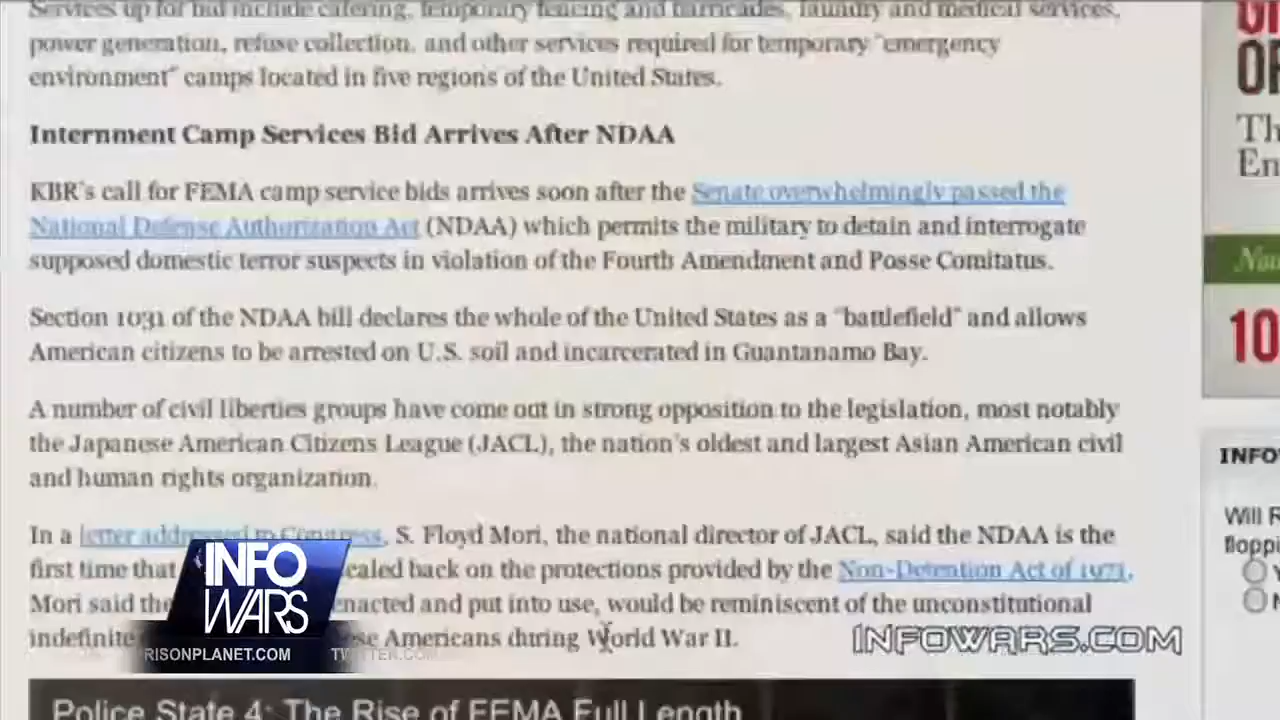 Services up for bid include catering, temporary fencing and barricades, laundry and medical services,
power generation, refuse collection, and other services required for temporary "emergency
environment" camps located in five regions of the United States.
Internment Camp Services Bid Arrives After NDAA
KBR's call for FEMA camp service bids arrives soon after the Senate overwhelmingly passed the
National Defense Authorization Act (NDAA) which permits the military to detain and interrogate
supposed domestic terror suspects in violation of the Fourth Amendment and Posse Comitatus.
Section 1031 of the NDAA bill declares the whole of the United States as a "battlefield" and allows
American citizens to be arrested on U.S. soil and incarcerated in Guantanamo Bay.
A number of civil liberties groups have come out in strong opposition to the legislation, most notably
the Japanese American Citizens League (JACL), the nation's oldest and largest Asian American civil
and human rights organization.
In a letter addressed to Congress, S. Floyd Mori, the national director of JACL, said the NDAA is the
first time that caled back on the protections provided by the Non-Detention Act of 1971.
Mori said the enacted and put into use, would be reminiscent of the unconstitutional
indefinite se Americans during World War II.
Police State 4: The Rise of FEMA Full Length
INFO
WARS
RISONPLANET.COM TWITTER.COM
INFOWARS.COM
OR
Th
En
Nov
10
INFO
Will R
floppi
Y
N